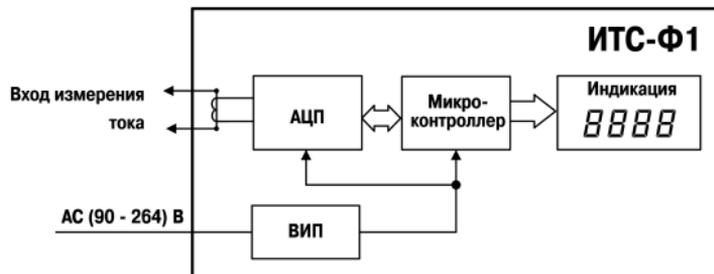 ИТС-Ф1
Вход измерения
тока
АЦП
Микро-
контроллер
Индикация
8888
АС (90 - 264) В
ВИП